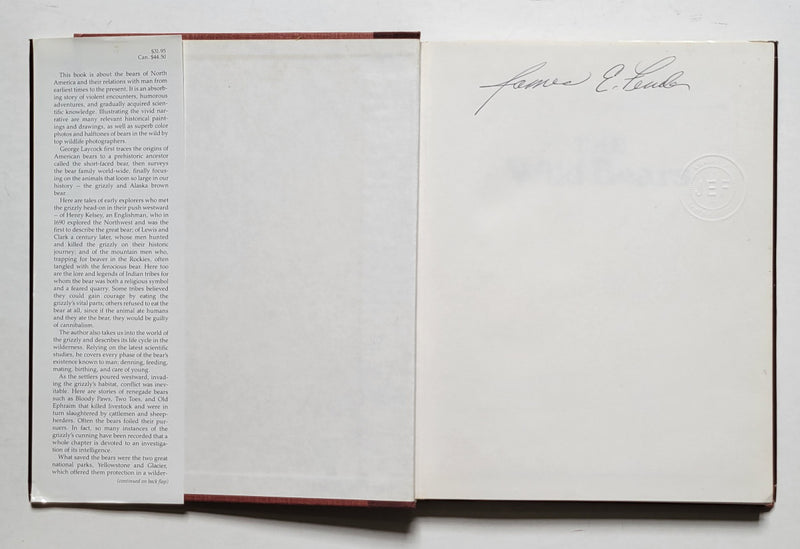 $31.95
Can. $44.50
This book is about the bears of North
America and their relations with man from
earliest times to the present. It is an absorb-
ing story of violent encounters, humorous
adventures, and gradually acquired scien-
tific knowledge. Illustrating the vivid nar-
rative are many relevant historical paint-
ings and drawings, as well as superb color
photos and halftones of bears in the wild by
top wildlife photographers.
George Laycock first traces the origins of
American bears to a prehistoric ancestor
called the short-faced bear, then surveys
the bear family world-wide, finally focus-
ing on the animals that loom so large in our
history — the grizzly and Alaska brown
bear.
Here are tales of early explorers who met
the grizzly head-on in their push westward
— of Henry Kelsey, an Englishman, who in
1690 explored the Northwest and was the
first to describe the great bear; of Lewis and
Clark a century later, whose men hunted
and killed the grizzly on their historic
journey; and of the mountain men who,
trapping for beaver in the Rockies, often
tangled with the ferocious bear. Here too
are the lore and legends of Indian tribes for
whom the bear was both a religious symbol
and a feared quarry. Some tribes believed
they could gain courage by eating the
grizzly's vital parts; others refused to eat the
bear at all, since if the animal ate humans
and they ate the bear, they would be guilty
of cannibalism.
The author also takes us into the world of
the grizzly and describes its life cycle in the
wilderness. Relying on the latest scientific
studies, he covers every phase of the bear's
existence known to man: denning, feeding,
mating, birthing, and care of young.
As the settlers poured westward, invad-
ing the grizzly's habitat, conflict was inev-
itable. Here are stories of renegade bears
such as Bloody Paws, Two Toes, and Old
Ephraim that killed livestock and were in
turn slaughtered by cattlemen and sheep-
herders. Often the bears foiled their pur-
suers. In fact, so many instances of the
grizzly's cunning have been recorded that a
whole chapter is devoted to an investiga-
tion of its intelligence.
What saved the bears were the two great
national parks, Yellowstone and Glacier,
which offered them protection in a wilder-
(continued on back flap)
James E.
JEF